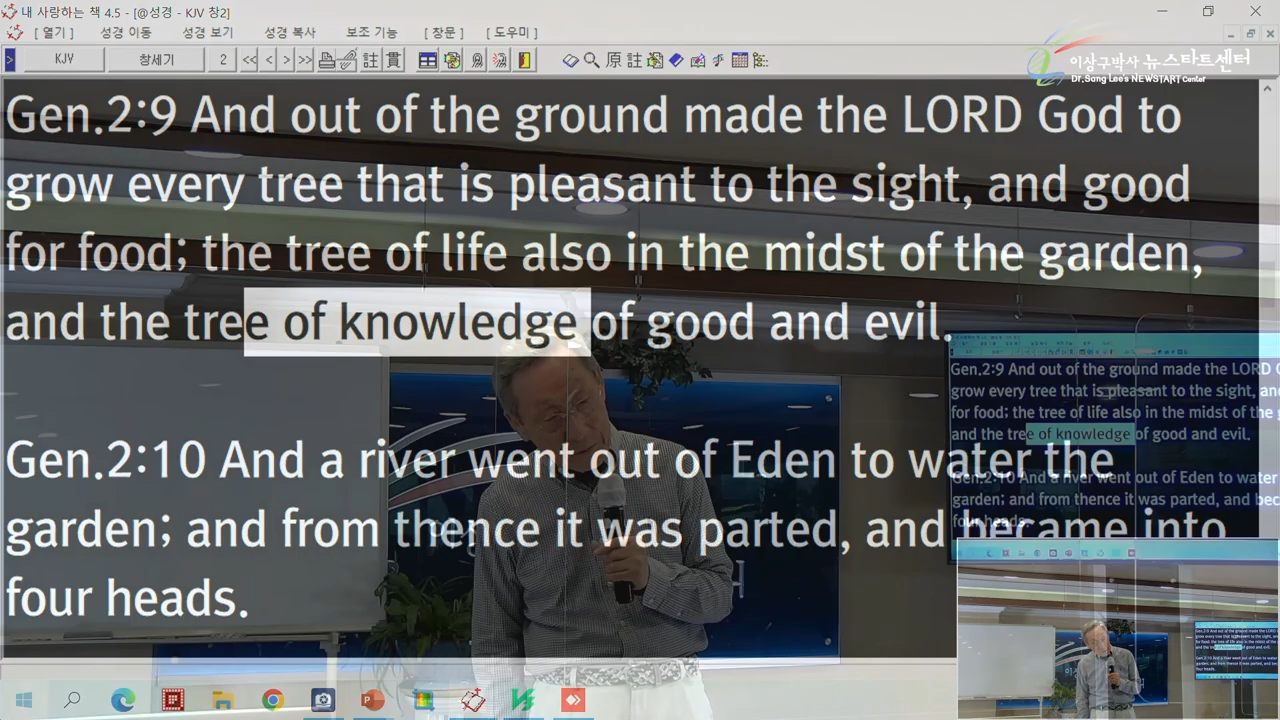 내 사랑하는 책 4.5 - [@성경 - KJV 창2]
[ 열기 ] 성경 이동 성경 보기 성경 복사 보조 기능 [ 창문 ] [ 도우미 ]
KJV 창세기 2 << < > >> 原 註
이상구박사 뉴스타트센터
Dr.Sang Lee's NEWSTART Center
Gen.2:9 And out of the ground made the LORD God to
grow every tree that is pleasant to the sight, and good
for food; the tree of life also in the midst of the garden,
and the tree of knowledge of good and evil.
Gen.2:10 And a river went out of Eden to water the
garden; and from thence it was parted, and became into
four heads.
Gen.2:9 And out of the ground made the LORD
grow every tree that is pleasant to the sight, and
for food; the tree of life also in the midst of the
and the tree of knowledge of good and evil.
Gen.2:10 And a river went out of Eden to water
garden; and from thence it was parted, and
four heads.